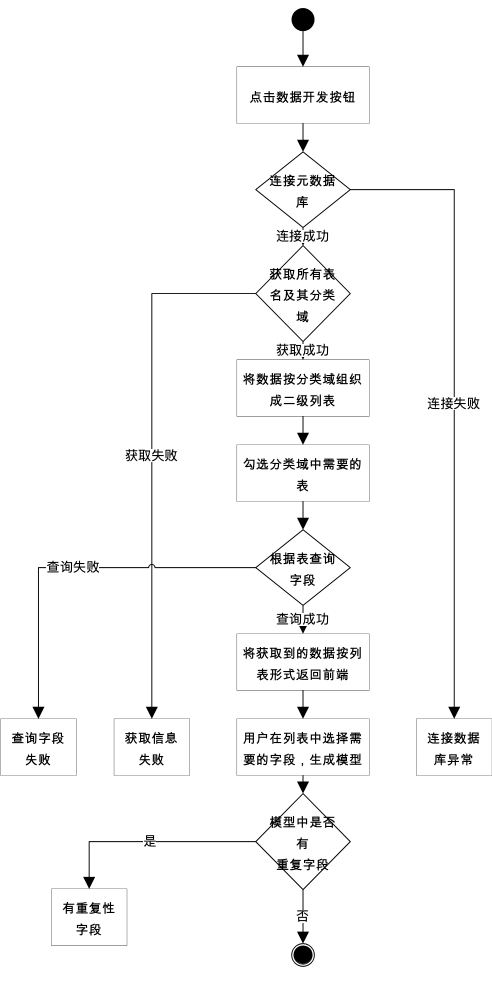 点击数据开发按钮
连接元数据
库
连接成功
获取所有表
名及其分类
域
获取成功
将数据按分类域组织
成二级列表
连接失败
获取失败
勾选分类域中需要的
表
根据表查询
字段
查询失败
查询成功
将获取到的数据按列
表形式返回前端
查询字段
失败
获取信息
失败
用户在列表中选择需
要的字段，生成模型
连接数据
库异常
模型中是否
有
重复字段
是
有重复性
字段
否